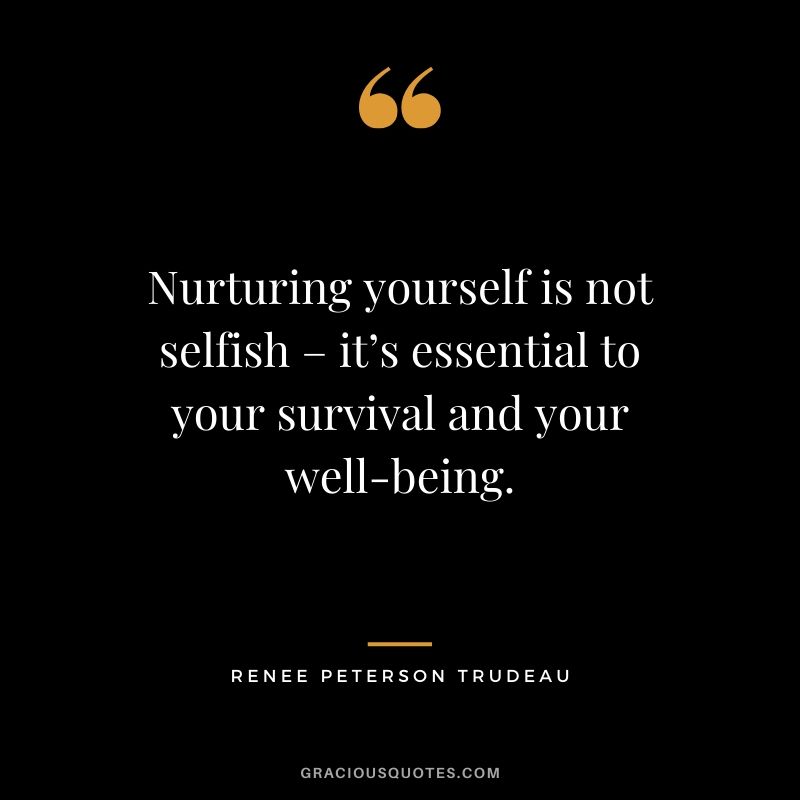 “
Nurturing yourself is not
selfish – it’s essential to
your survival and your
well-being.
RENEE PETERSON TRUDEAU
GRACIOUSQUOTES.COM